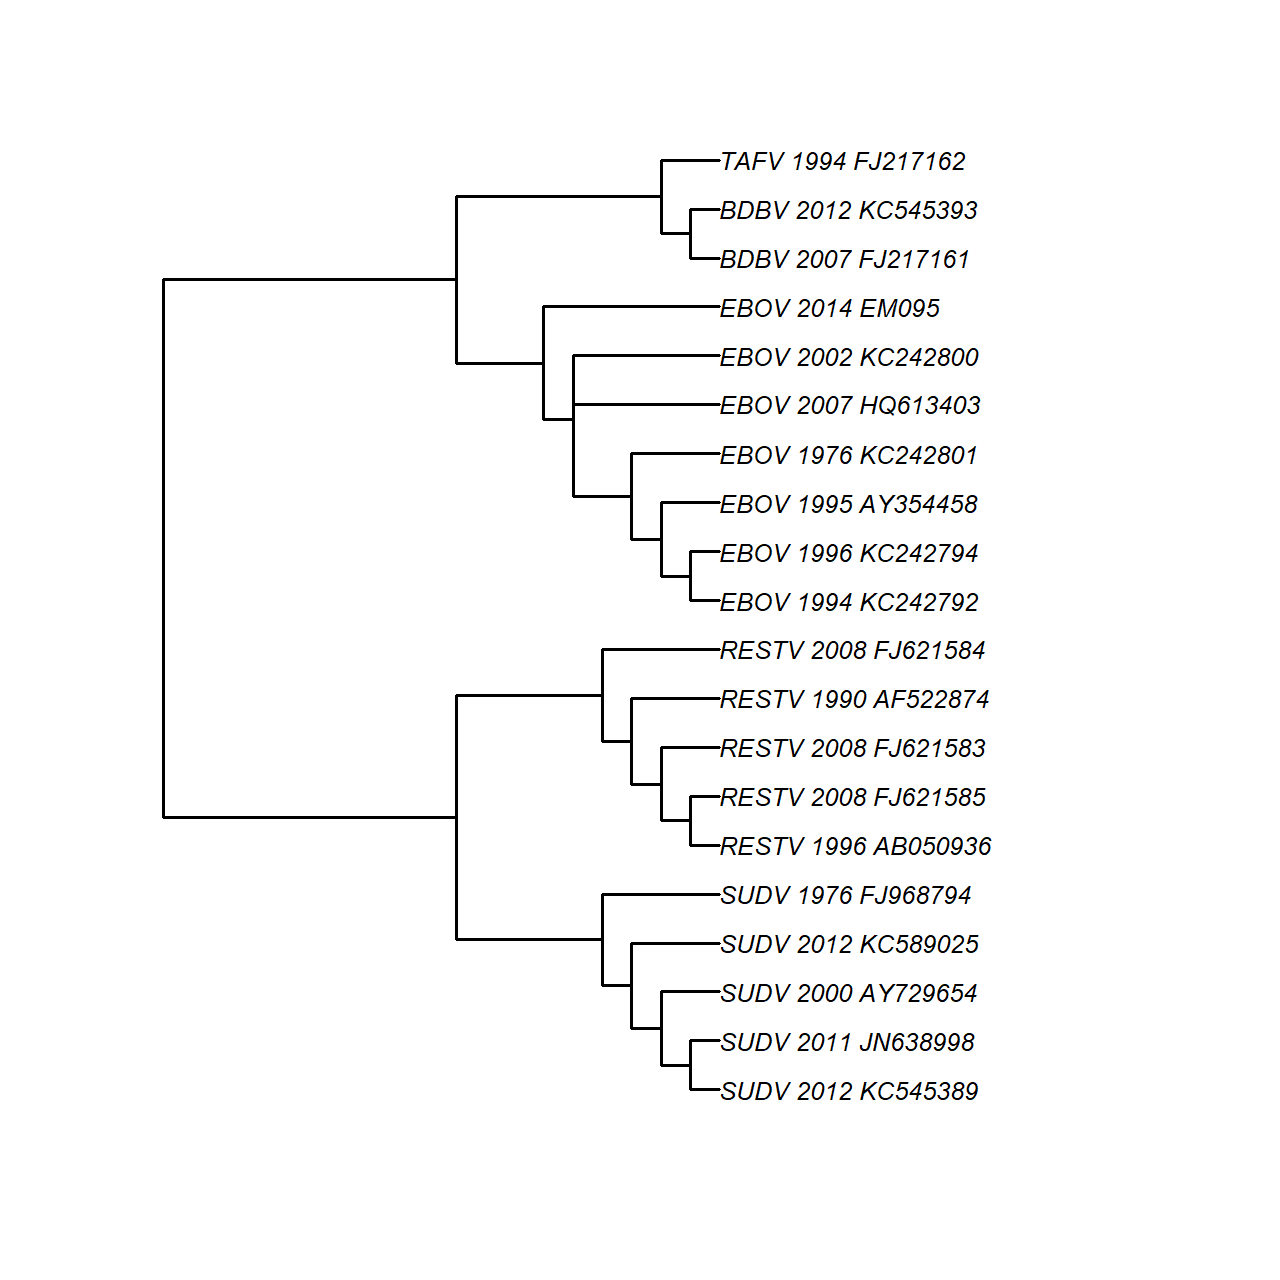 TAFV 1994 FJ217162
BDBV 2012 KC545393
BDBV 2007 FJ217161
EBOV 2014 EM095
EBOV 2002 KC242800
EBOV 2007 HQ613403
EBOV 1976 KC242801
EBOV 1995 AY354458
EBOV 1996 KC242794
EBOV 1994 KC242792
RESTV 2008 FJ621584
RESTV 1990 AF522874
RESTV 2008 FJ621583
RESTV 2008 FJ621585
RESTV 1996 AB050936
SUDV 1976 FJ968794
SUDV 2012 KC589025
SUDV 2000 AY729654
SUDV 2011 JN638998
SUDV 2012 KC545389